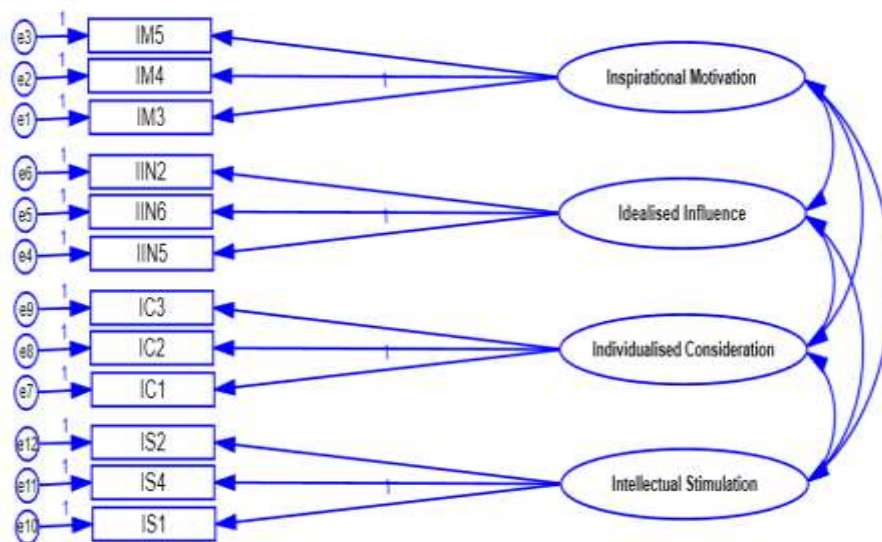 e3 1 IM5
e2 1 IM4 1 Inspirational Motivation
e1 1 IM3
e6 1 IIN2
e5 1 IIN6 1 Idealised Influence
e4 1 IIN5
e9 1 IC3
e8 1 IC2 1 Individualised Consideration
e7 1 IC1
e12 1 IS2
e11 1 IS4 1 Intellectual Stimulation
e10 1 IS1